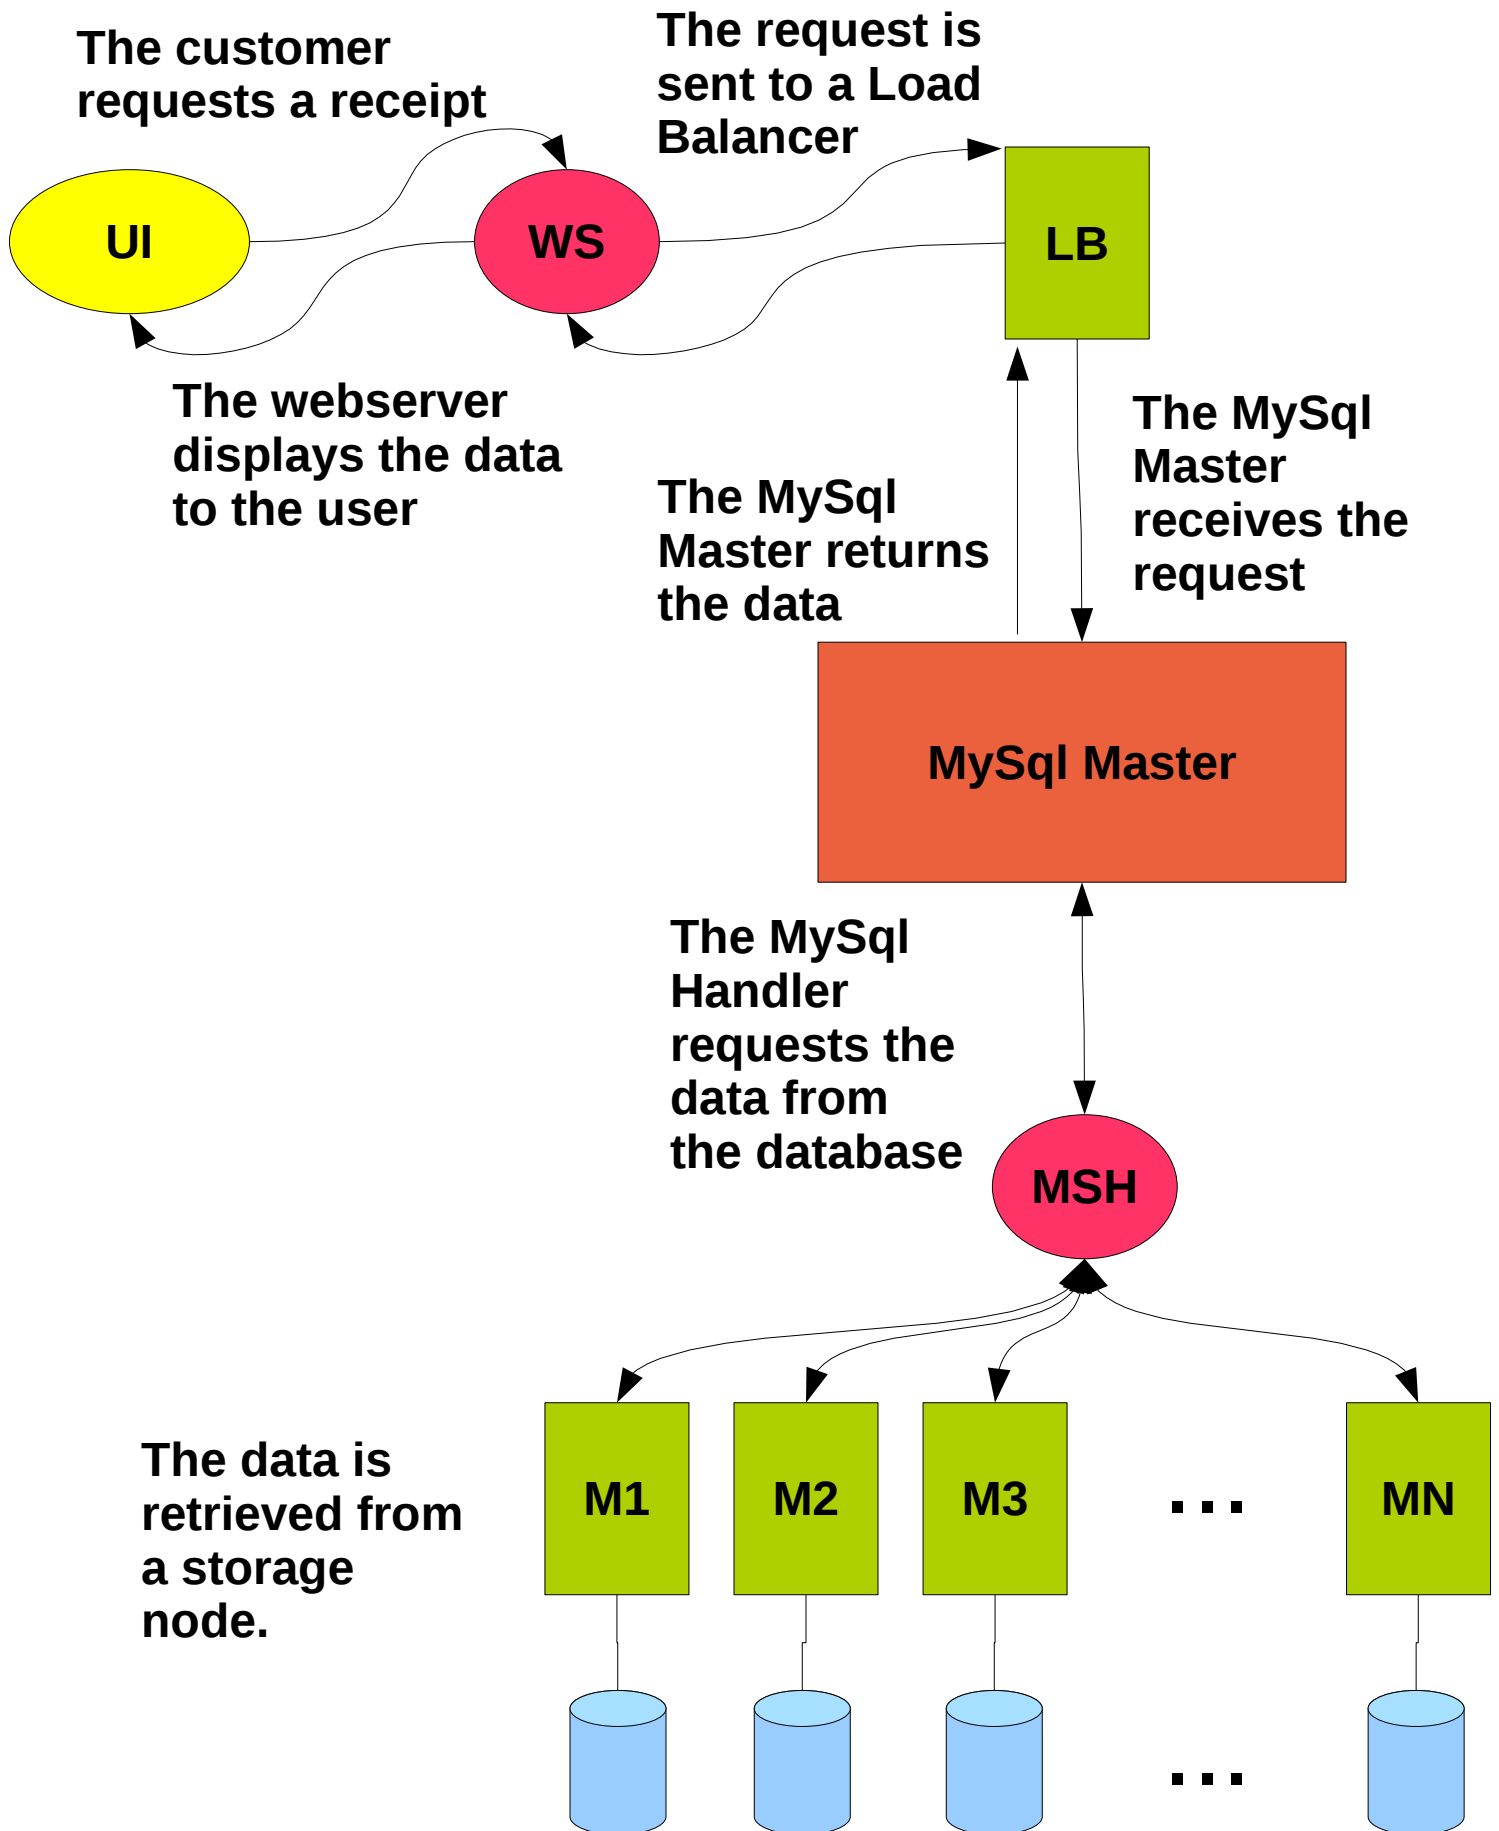 The customer
requests a receipt
The request is
sent to a Load
Balancer
UI
WS
LB
The webserver
displays the data
to the user
The MySql
Master returns
the data
The MySql
Master
receives the
request
MySql Master
The MySql
Handler
requests the
data from
the database
MSH
The data is
retrieved from
a storage
node.
M1
M2
M3
...
MN
...